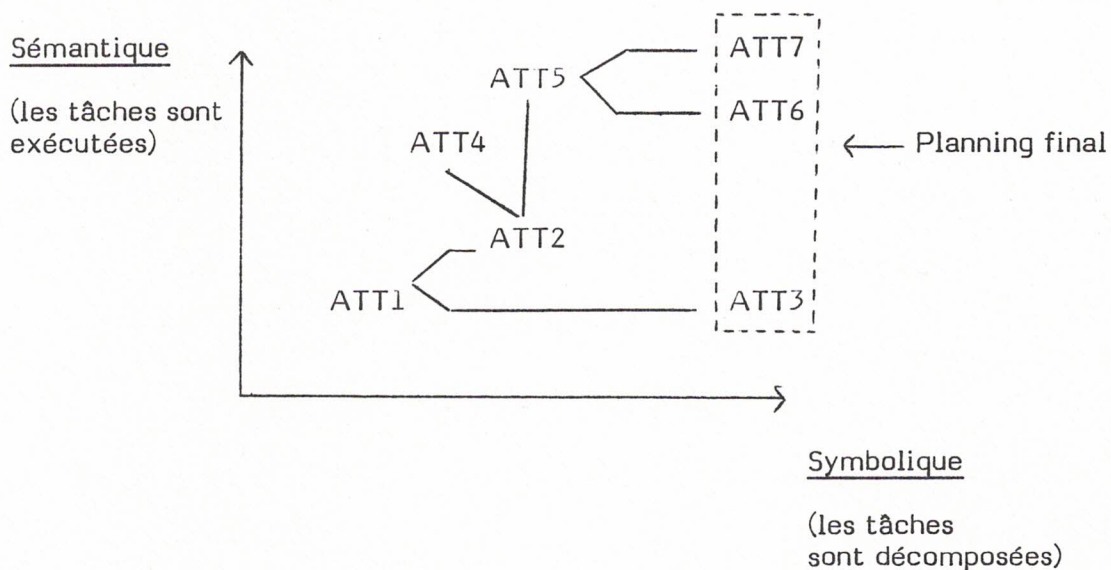 Sémantique
(les tâches sont
exécutées)
ATT7
ATT5
ATT6
ATT4
Planning final
ATT2
ATT1
ATT3
Symbolique
(les tâches
sont décomposées)